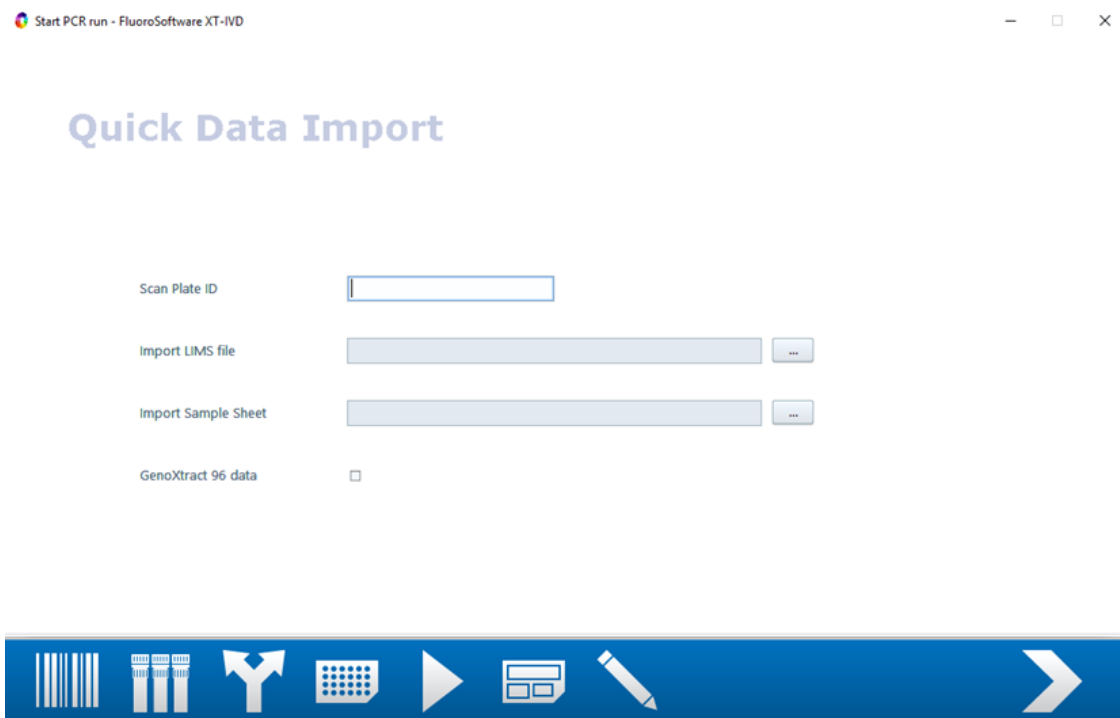 Start PCR run - FluoroSoftware XT-IVD
Quick Data Import
Scan Plate ID
Import LIMS file
...
Import Sample Sheet
...
GenoXtract 96 data